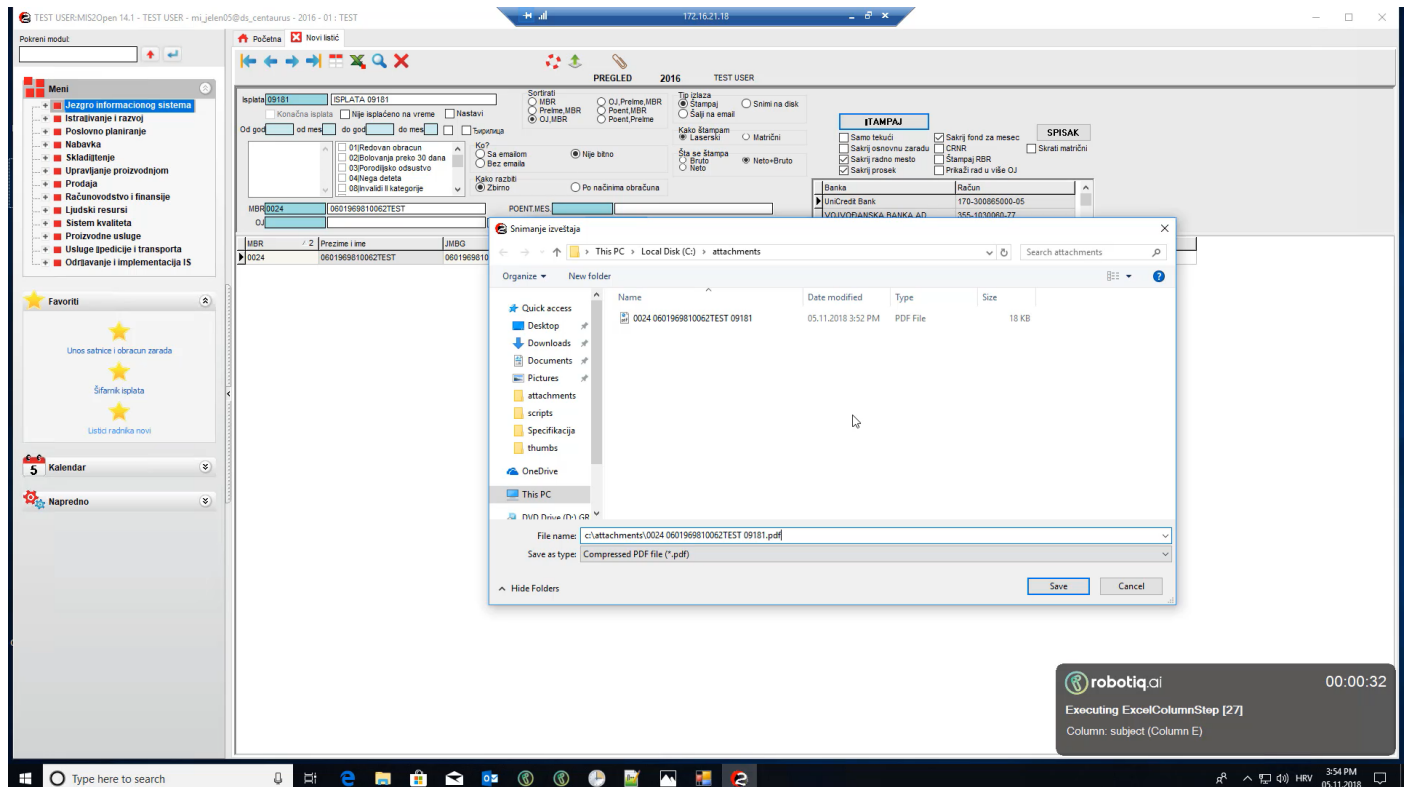 TEST USER:MIS2Open 14.1 - TEST USER - mi_jelen05@ds_centaurus - 2016 - 01 : TEST
172.16.21.18
Pokreni modul:
Početna
Novi listić
PREGLED 2016 TEST USER
Meni
Jezgro informacionog sistema
Istraživanje i razvoj
Poslovno planiranje
Nabavka
Skladištenje
Upravljanje proizvodnjom
Prodaja
Računovodstvo i finansije
Ljudski resursi
Sistem kvaliteta
Proizvodne usluge
Usluge špedicije i transporta
Održavanje i implementacija IS
Favoriti
Unos satnice i obracun zarada
Šifarnik isplata
Listići radnika novi
5 Kalendar
Napredno
Isplata 09181 ISPLATA 09181
Konačna isplata Nije isplaćeno na vreme Nastavi
Od god od mes do god do mes Ћирилица
01|Redovan obracun
02|Bolovanja preko 30 dana
03|Porodiljsko odsustvo
04|Nega deteta
08|Invalidi II kategorije
Sortirati
MBR OJ,PreIme,MBR
PreIme,MBR Poent,MBR
OJ,MBR Poent,PreIme
Ko?
Sa emailom Nije bitno
Bez emaila
Kako razbiti
Zbirno Po načinima obračuna
Tip izlaza
Štampaj Snimi na disk
Šalji na email
Kako štampam
Laserski Matrični
Šta se štampa
Bruto Neto+Bruto
Neto
ŠTAMPAJ
SPISAK
Samo tekući Sakrij fond za mesec
Sakrij osnovnu zaradu CRNR Skrati matrični
Sakrij radno mesto Štampaj RBR
Sakrij prosek Prikaži rad u više OJ
Banka Račun
UniCredit Bank 170-300865000-05
VOJVOĐANSKA BANKA AD 355-1030060-77
MBR 0024 0601969810062TEST POENT.MES.
OJ
MBR 2 Prezime i ime JMBG
0024 0601969810062TEST 060196981
Snimanje izveštaja
This PC Local Disk (C:) attachments
Search attachments
Organize New folder
Quick access
Desktop
Downloads
Documents
Pictures
attachments
scripts
Specifikacija
thumbs
OneDrive
This PC
DVD Drive (D:) GR
Name Date modified Type Size
0024 0601969810062TEST 09181 05.11.2018 3:52 PM PDF File 18 KB
File name: c:\attachments\0024 0601969810062TEST 09181.pdf
Save as type: Compressed PDF file (*.pdf)
Hide Folders
Save Cancel
robotiq.ai 00:00:32
Executing ExcelColumnStep [27]
Column: subject (Column E)
Type here to search
HRV
3:54 PM
05.11.2018